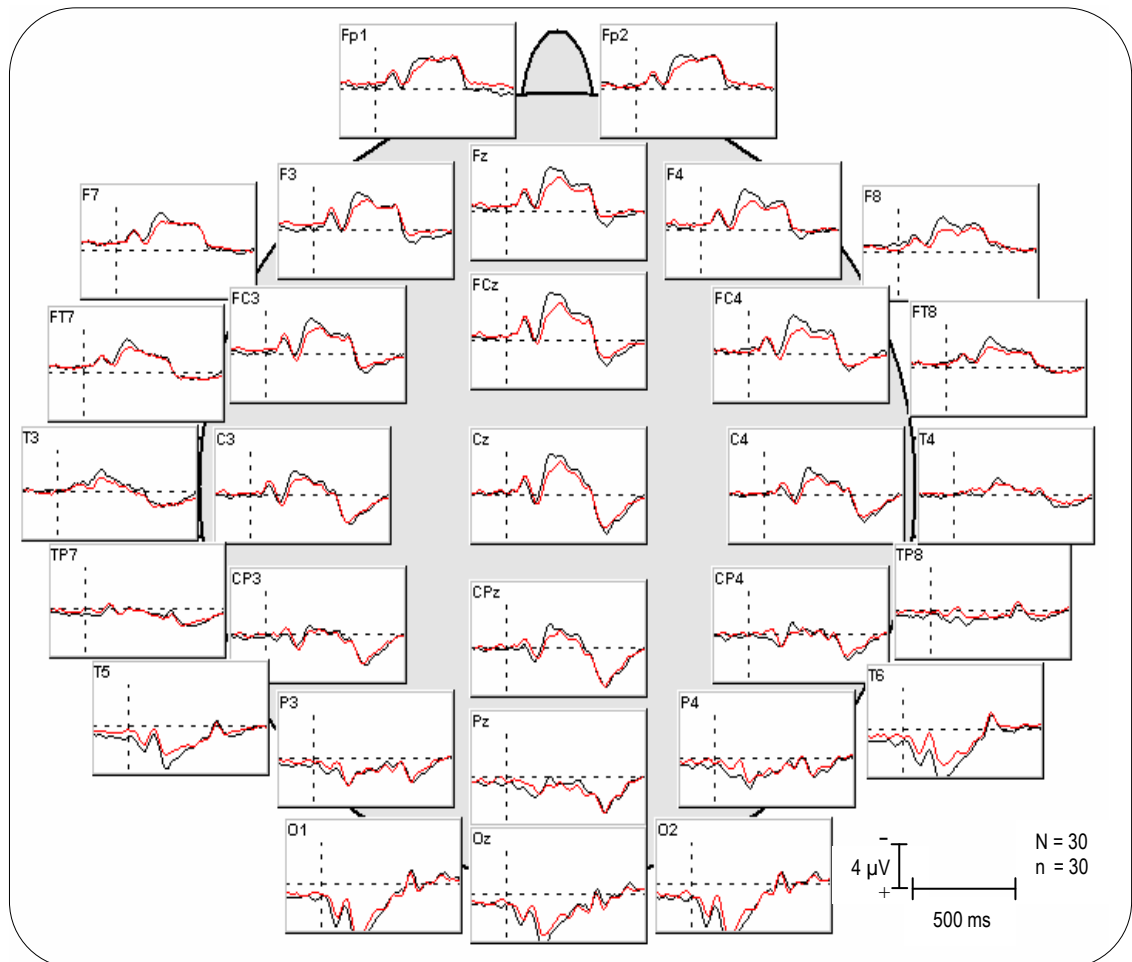 Fp1
Fp2
F7
F3
Fz
F4
F8
FT7
FC3
FCz
FC4
FT8
T3
C3
Cz
C4
T4
TP7
CP3
CPz
CP4
TP8
T5
P3
Pz
P4
T6
O1
Oz
O2
-
4 µV
+
500 ms
N = 30
n = 30